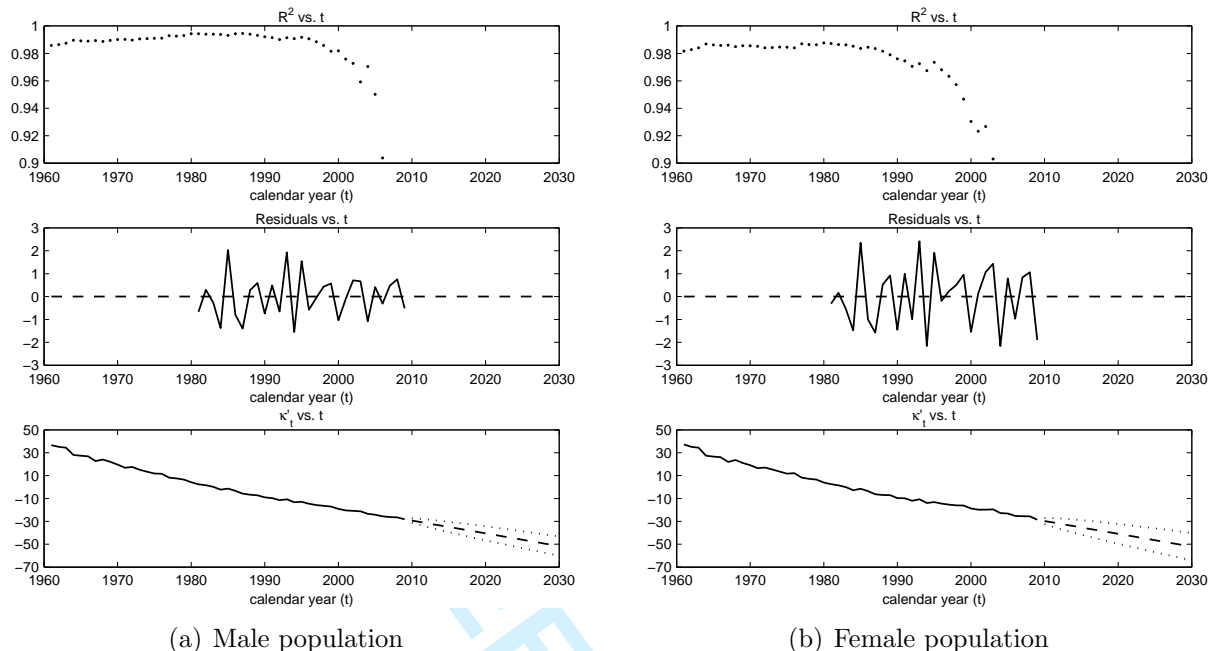 R² vs. t
1
0.98
0.96
0.94
0.92
0.9
1960 1970 1980 1990 2000 2010 2020 2030
calendar year (t)
Residuals vs. t
3
2
1
0
−1
−2
−3
1960 1970 1980 1990 2000 2010 2020 2030
calendar year (t)
κ'ₜ vs. t
50
30
10
−10
−30
−50
−70
1960 1970 1980 1990 2000 2010 2020 2030
calendar year (t)
(a) Male population
R² vs. t
1
0.98
0.96
0.94
0.92
0.9
1960 1970 1980 1990 2000 2010 2020 2030
calendar year (t)
Residuals vs. t
3
2
1
0
−1
−2
−3
1960 1970 1980 1990 2000 2010 2020 2030
calendar year (t)
κ'ₜ vs. t
50
30
10
−10
−30
−50
−70
1960 1970 1980 1990 2000 2010 2020 2030
calendar year (t)
(b) Female population